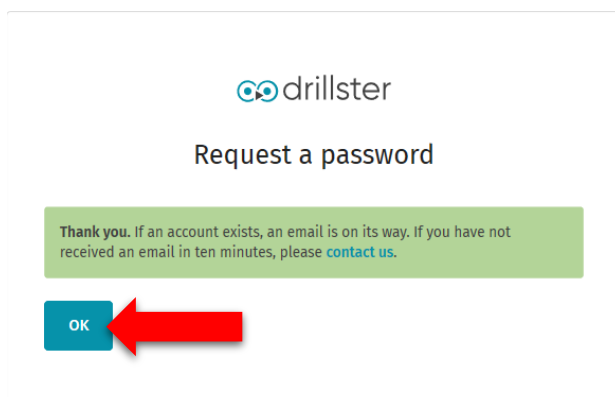 drillster
Request a password
Thank you. If an account exists, an email is on its way. If you have not
received an email in ten minutes, please contact us.
OK